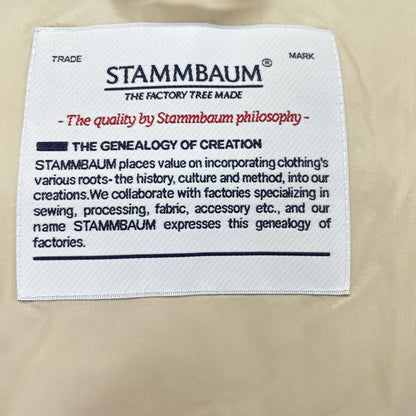 TRADE MARK
STAMMBAUM®
THE FACTORY TREE MADE
- The quality by Stammbaum philosophy -
THE GENEALOGY OF CREATION
STAMMBAUM places value on incorporating clothing's
various roots- the history, culture and method, into our
creations.We collaborate with factories specializing in
sewing, processing, fabric, accessory etc., and our
name STAMMBAUM expresses this genealogy of
factories.